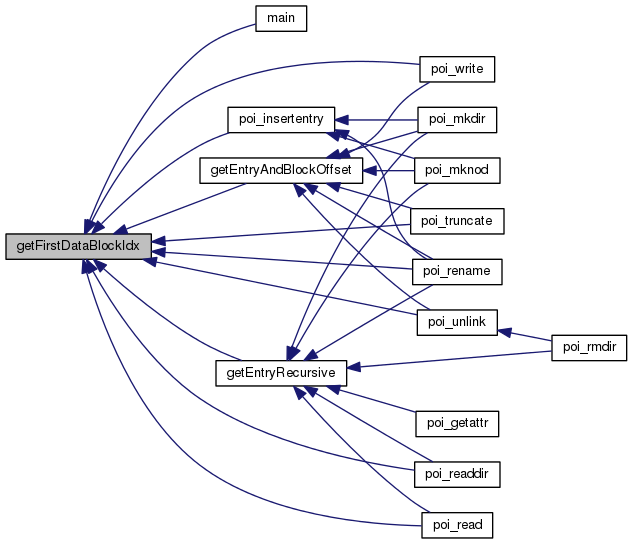 main
poi_write
poi_insertentry
poi_mkdir
getEntryAndBlockOffset
poi_mknod
poi_truncate
getFirstDataBlockIdx
poi_rename
poi_unlink
poi_rmdir
getEntryRecursive
poi_getattr
poi_readdir
poi_read